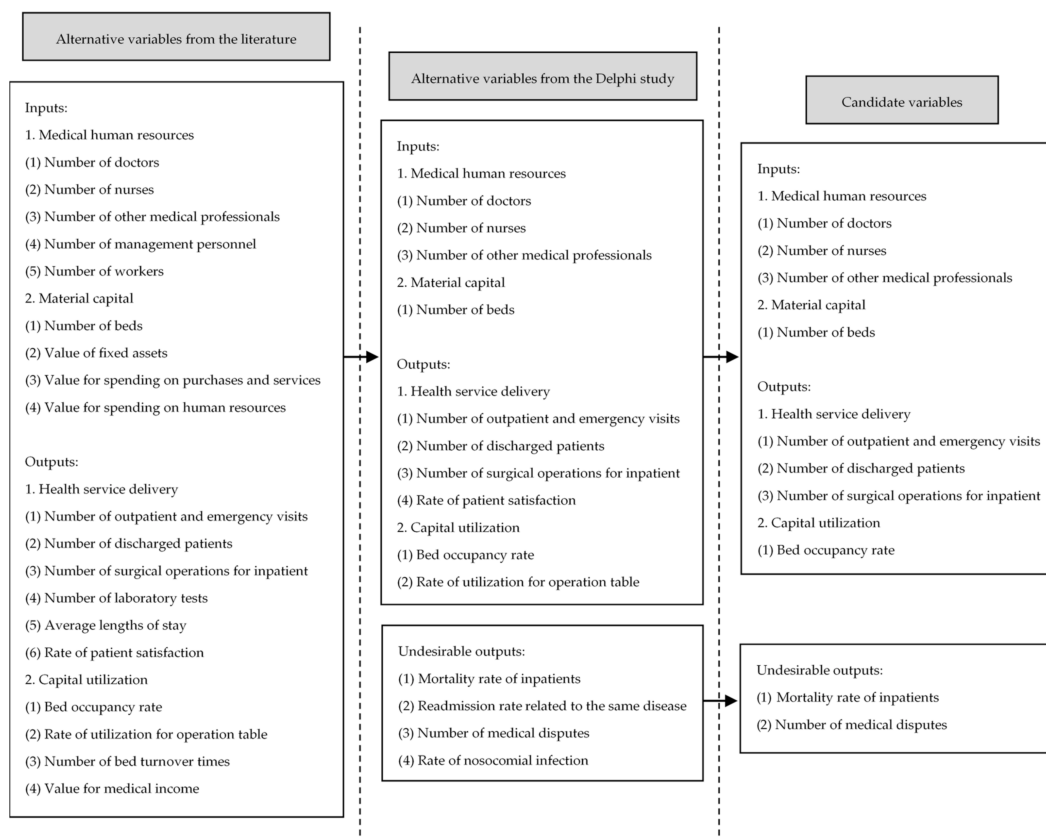 Alternative variables from the literature
Inputs:
1. Medical human resources
(1) Number of doctors
(2) Number of nurses
(3) Number of other medical professionals
(4) Number of management personnel
(5) Number of workers
2. Material capital
(1) Number of beds
(2) Value of fixed assets
(3) Value for spending on purchases and services
(4) Value for spending on human resources
Outputs:
1. Health service delivery
(1) Number of outpatient and emergency visits
(2) Number of discharged patients
(3) Number of surgical operations for inpatient
(4) Number of laboratory tests
(5) Average lengths of stay
(6) Rate of patient satisfaction
2. Capital utilization
(1) Bed occupancy rate
(2) Rate of utilization for operation table
(3) Number of bed turnover times
(4) Value for medical income
Alternative variables from the Delphi study
Inputs:
1. Medical human resources
(1) Number of doctors
(2) Number of nurses
(3) Number of other medical professionals
2. Material capital
(1) Number of beds
Outputs:
1. Health service delivery
(1) Number of outpatient and emergency visits
(2) Number of discharged patients
(3) Number of surgical operations for inpatient
(4) Rate of patient satisfaction
2. Capital utilization
(1) Bed occupancy rate
(2) Rate of utilization for operation table
Undesirable outputs:
(1) Mortality rate of inpatients
(2) Readmission rate related to the same disease
(3) Number of medical disputes
(4) Rate of nosocomial infection
Candidate variables
Inputs:
1. Medical human resources
(1) Number of doctors
(2) Number of nurses
(3) Number of other medical professionals
2. Material capital
(1) Number of beds
Outputs:
1. Health service delivery
(1) Number of outpatient and emergency visits
(2) Number of discharged patients
(3) Number of surgical operations for inpatient
2. Capital utilization
(1) Bed occupancy rate
Undesirable outputs:
(1) Mortality rate of inpatients
(2) Number of medical disputes